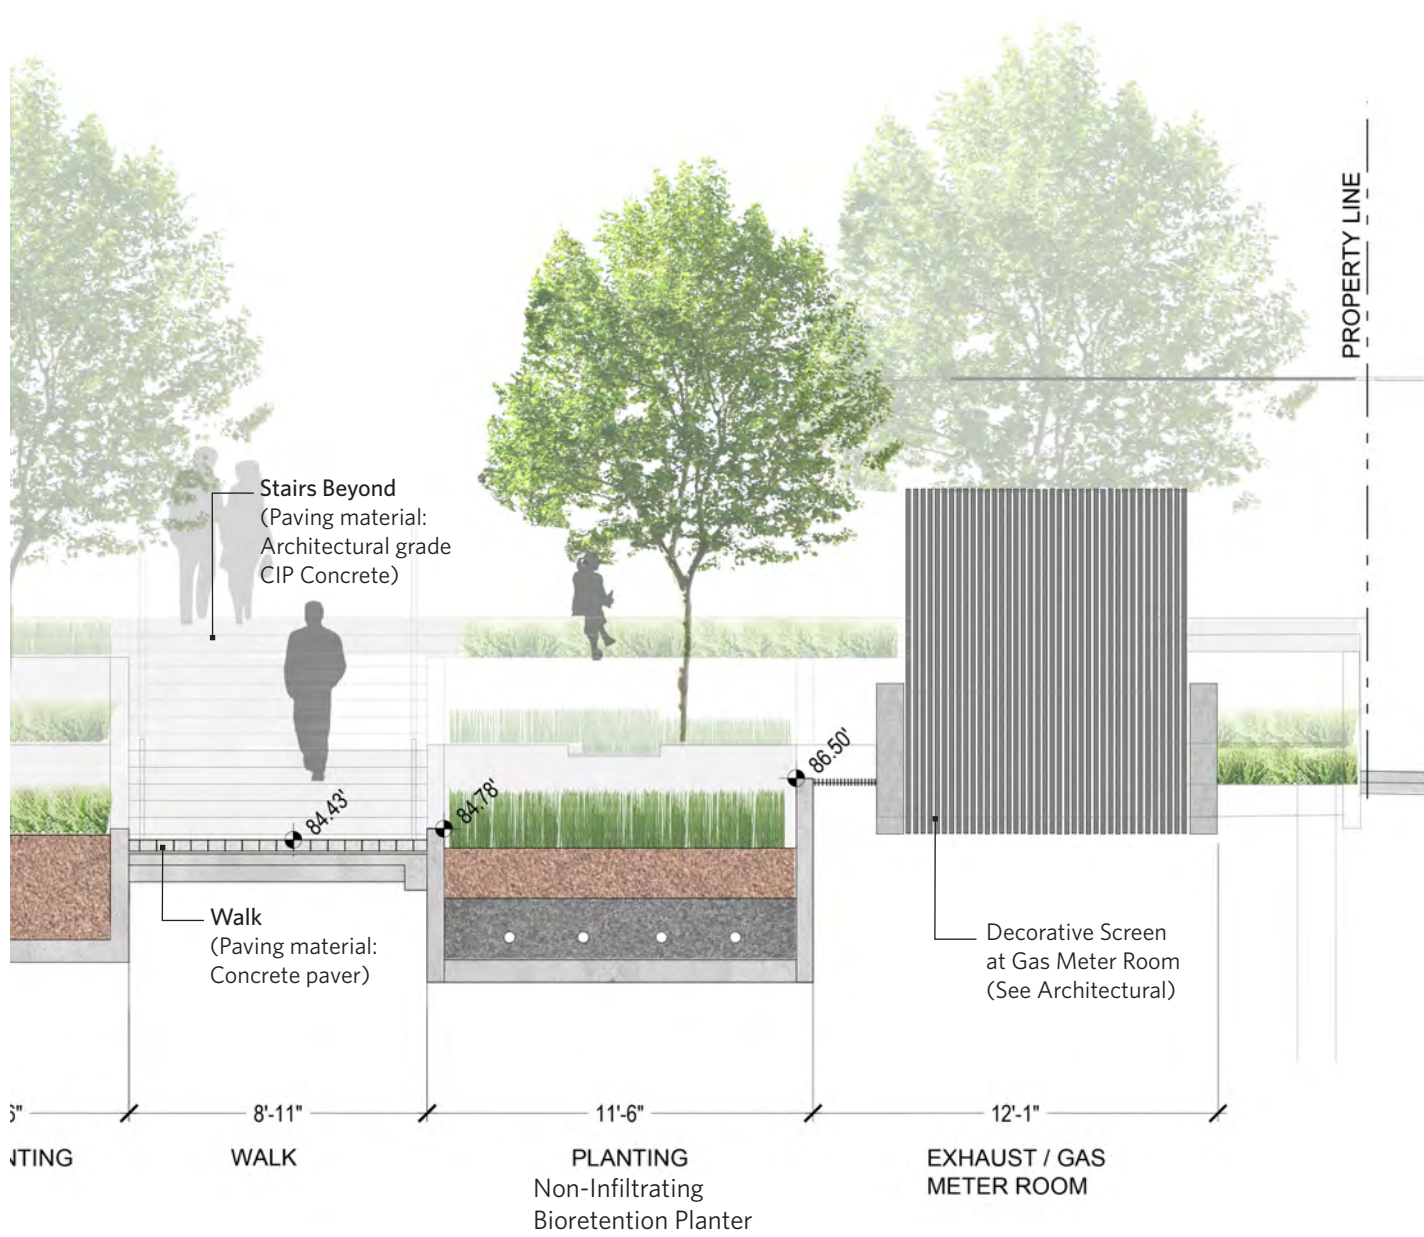 PROPERTY LINE
Stairs Beyond
(Paving material:
Architectural grade
CIP Concrete)
86.50'
84.78'
84.43'
Walk
(Paving material:
Concrete paver)
Decorative Screen
at Gas Meter Room
(See Architectural)
6" 8'-11" 11'-6" 12'-1"
NTING WALK PLANTING EXHAUST / GAS
METER ROOM
Non-Infiltrating
Bioretention Planter